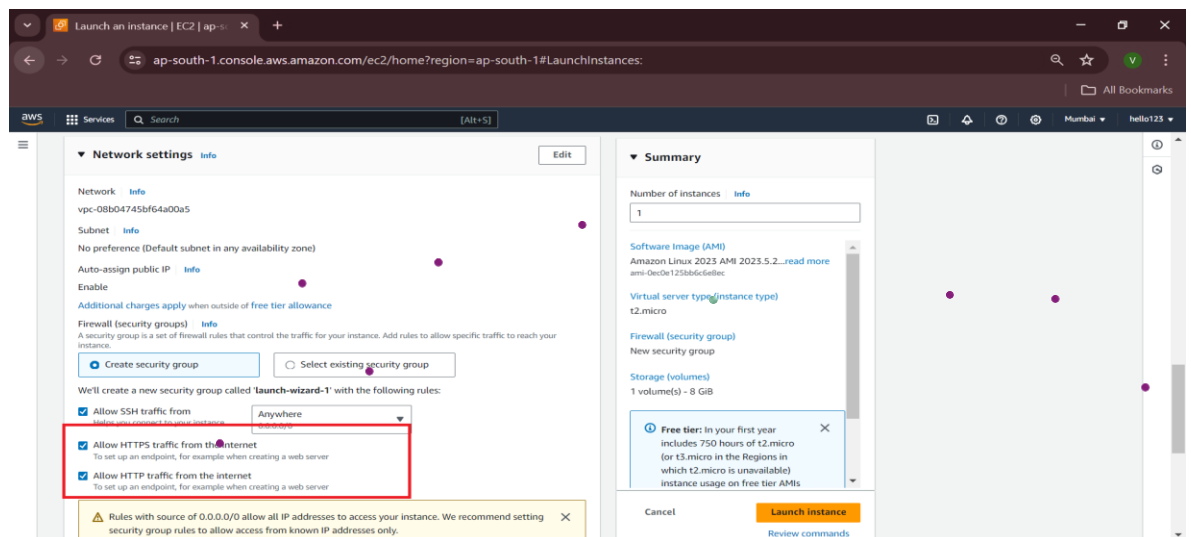 Launch an instance | EC2 | ap-s
ap-south-1.console.aws.amazon.com/ec2/home?region=ap-south-1#LaunchInstances:
V
All Bookmarks
aws
Services
Search
[Alt+S]
Mumbai
hello123
Network settings Info
Edit
Network Info
vpc-08b04745bf64a00a5
Subnet Info
No preference (Default subnet in any availability zone)
Auto-assign public IP Info
Enable
Additional charges apply when outside of free tier allowance
Firewall (security groups) Info
A security group is a set of firewall rules that control the traffic for your instance. Add rules to allow specific traffic to reach your
instance.
Create security group
Select existing security group
We'll create a new security group called 'launch-wizard-1' with the following rules:
Allow SSH traffic from
Helps you connect to your instance
Anywhere
0.0.0.0/0
Allow HTTPS traffic from the internet
To set up an endpoint, for example when creating a web server
Allow HTTP traffic from the internet
To set up an endpoint, for example when creating a web server
Rules with source of 0.0.0.0/0 allow all IP addresses to access your instance. We recommend setting
security group rules to allow access from known IP addresses only.
Summary
Number of instances Info
1
Software Image (AMI)
Amazon Linux 2023 AMI 2023.5.2...read more
ami-0ec0e125bb6c6e8ec
Virtual server type (instance type)
t2.micro
Firewall (security group)
New security group
Storage (volumes)
1 volume(s) - 8 GiB
Free tier: In your first year
includes 750 hours of t2.micro
(or t3.micro in the Regions in
which t2.micro is unavailable)
instance usage on free tier AMIs
Cancel
Launch instance
Review commands